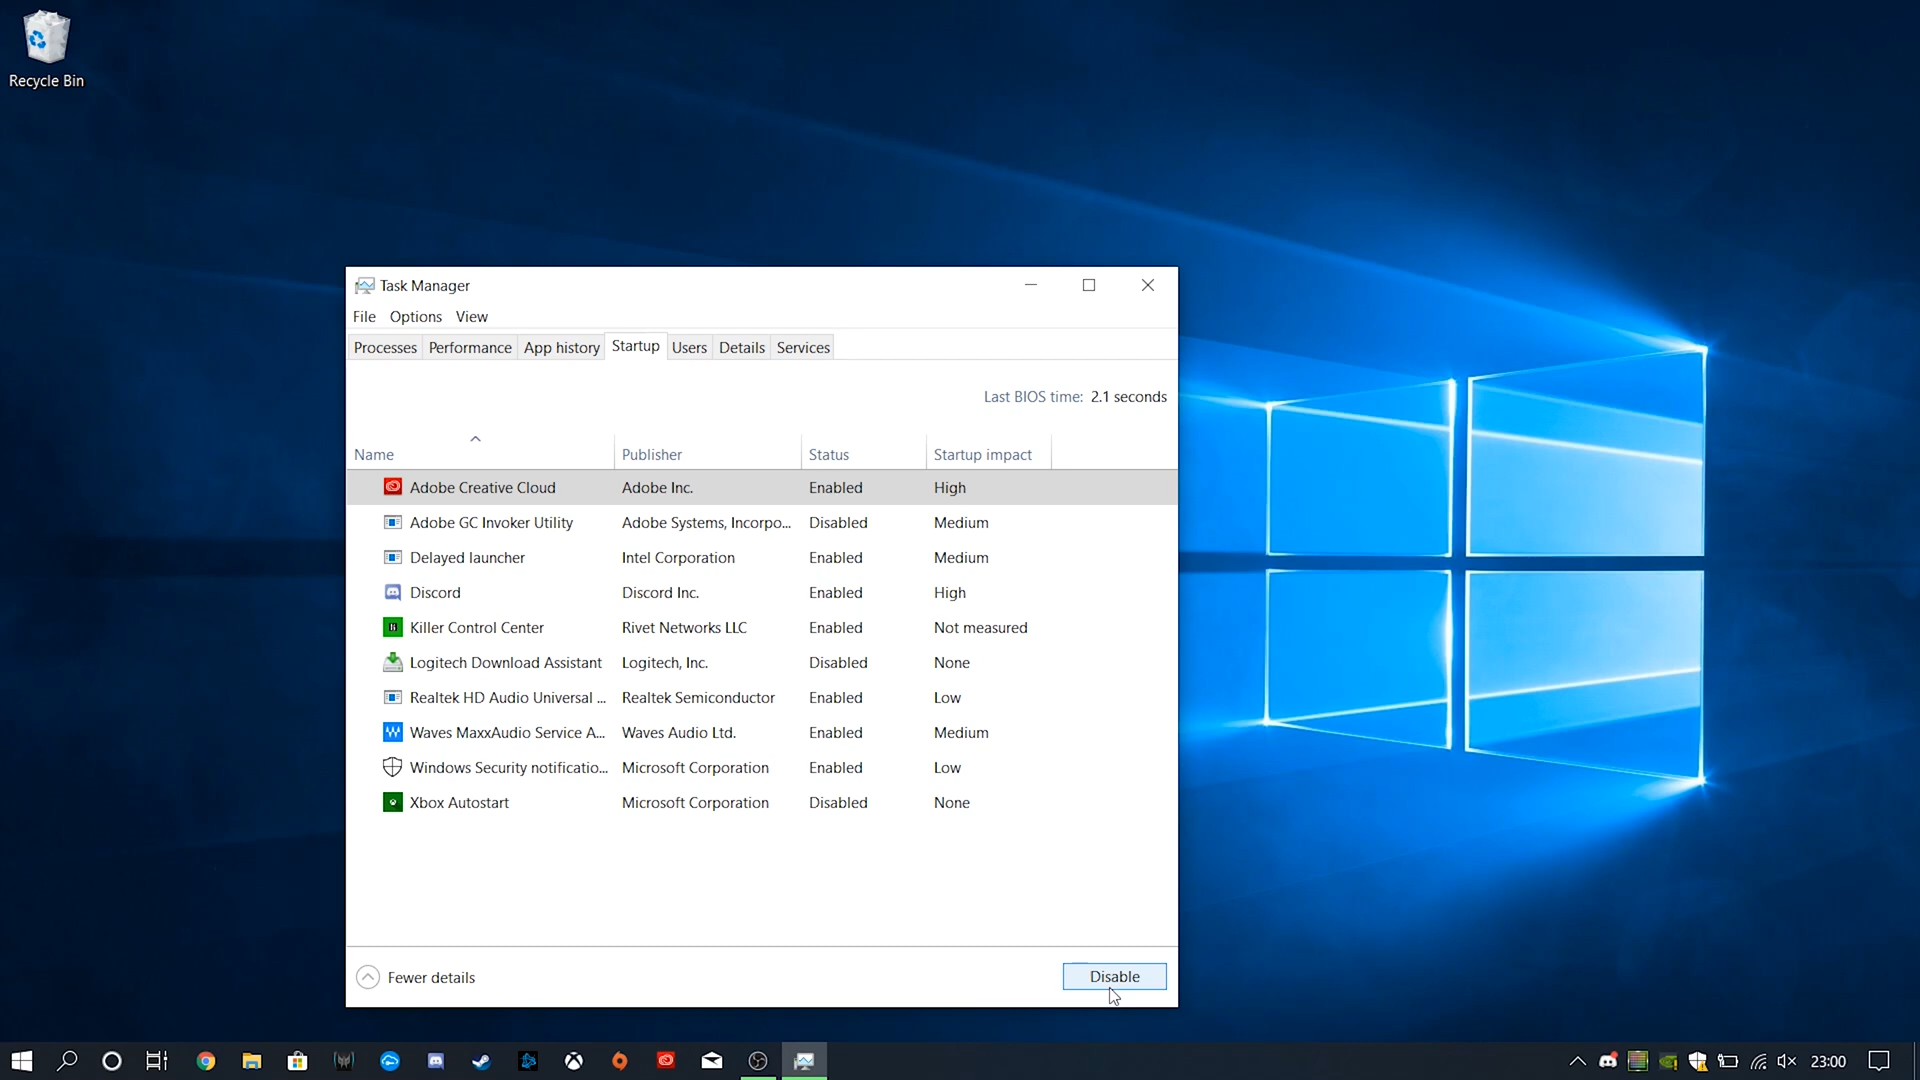 Recycle Bin
Task Manager
File Options View
Processes Performance App history Startup Users Details Services
Last BIOS time: 2.1 seconds
Name Publisher Status Startup impact
Adobe Creative Cloud Adobe Inc. Enabled High
Adobe GC Invoker Utility Adobe Systems, Incorpo... Disabled Medium
Delayed launcher Intel Corporation Enabled Medium
Discord Discord Inc. Enabled High
Killer Control Center Rivet Networks LLC Enabled Not measured
Logitech Download Assistant Logitech, Inc. Disabled None
Realtek HD Audio Universal ... Realtek Semiconductor Enabled Low
Waves MaxxAudio Service A... Waves Audio Ltd. Enabled Medium
Windows Security notificatio... Microsoft Corporation Enabled Low
Xbox Autostart Microsoft Corporation Disabled None
Fewer details Disable
23:00